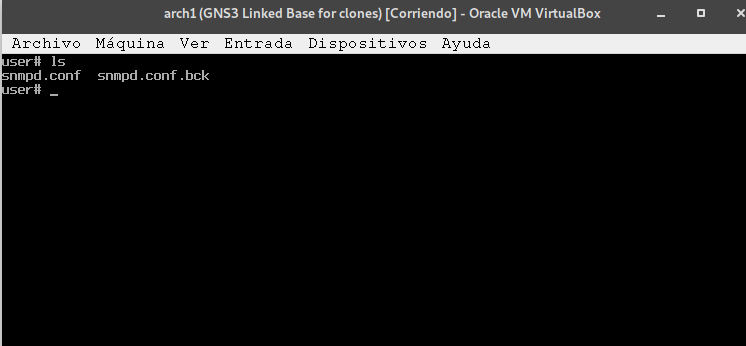 arch1 (GNS3 Linked Base for clones) [Corriendo] - Oracle VM VirtualBox
Archivo Máquina Ver Entrada Dispositivos Ayuda
user# ls
snmpd.conf  snmpd.conf.bck
user# _